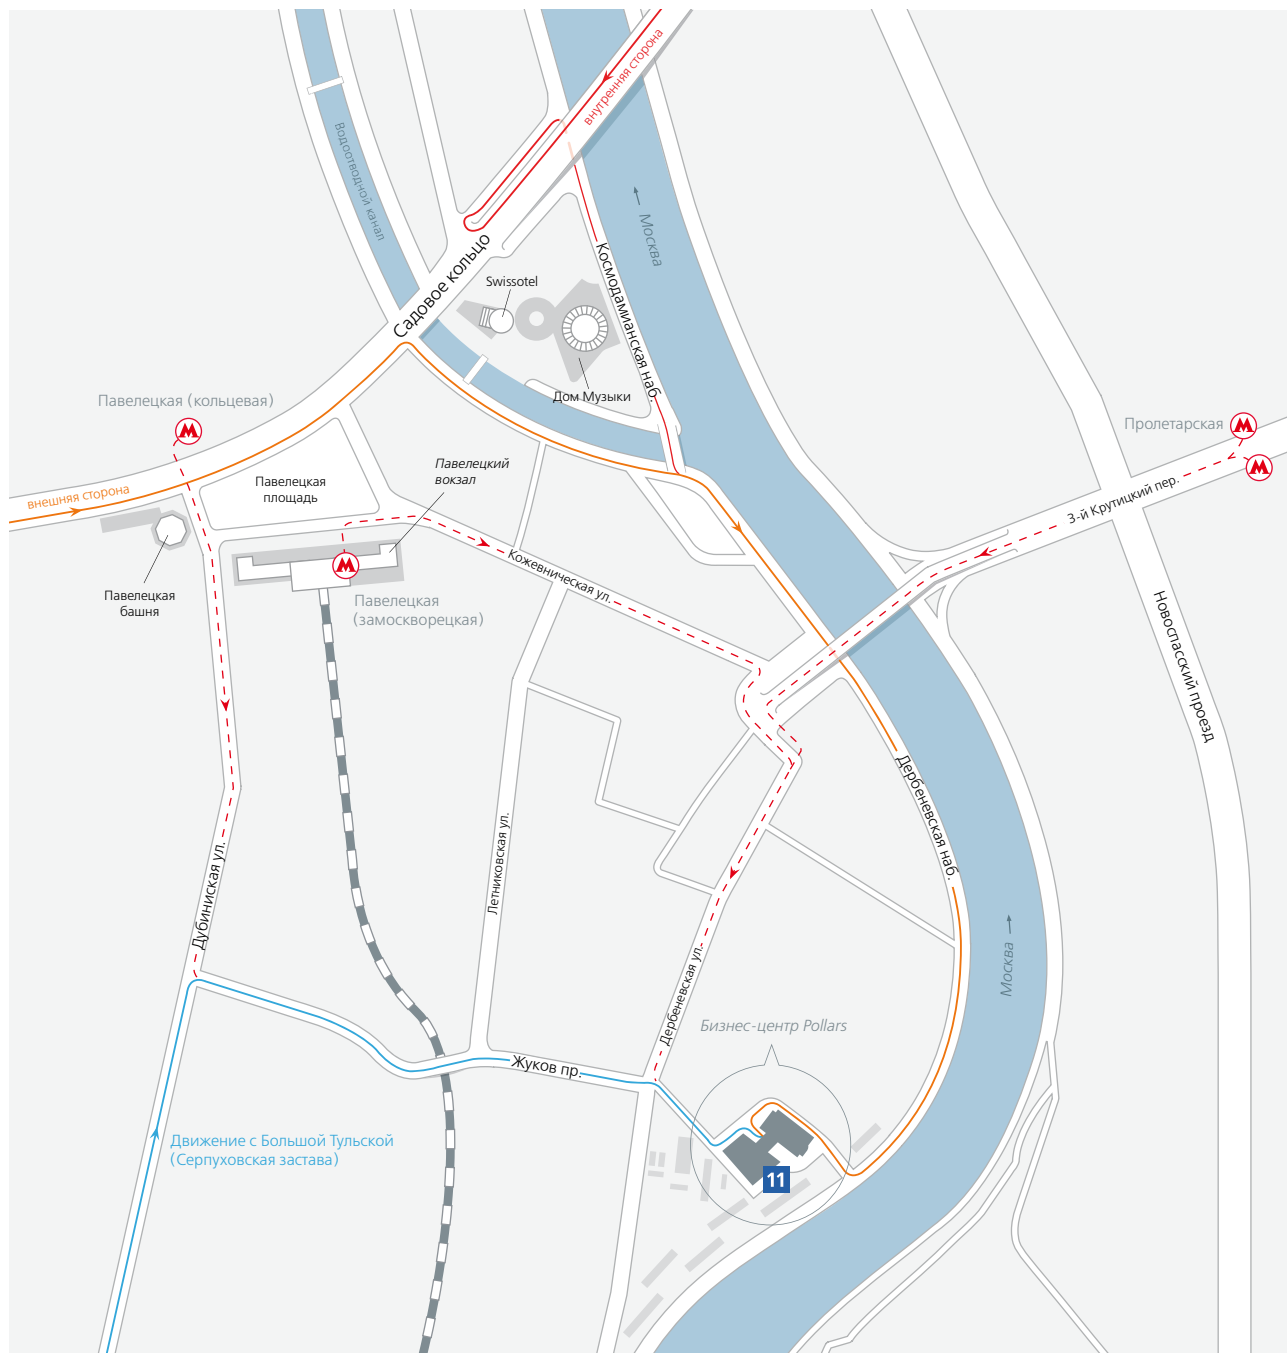 внутренняя сторона
Водоотводной канал
Москва
Садовое кольцо
Swissotel
Космодамианская наб.
Дом Музыки
Павелецкая (кольцевая)
Пролетарская
внешняя сторона
Павелецкая
площадь
Павелецкий
вокзал
3-й Крутицкий пер.
Кожевническая ул.
Павелецкая
башня
Павелецкая
(замоскворецкая)
Новоспасский проезд
Дербеневская наб.
Летниковская ул.
Дубиниская ул.
Москва
Дербеневская ул.
Бизнес-центр Pollars
Жуков пр.
Движение с Большой Тульской
(Серпуховская застава)
11